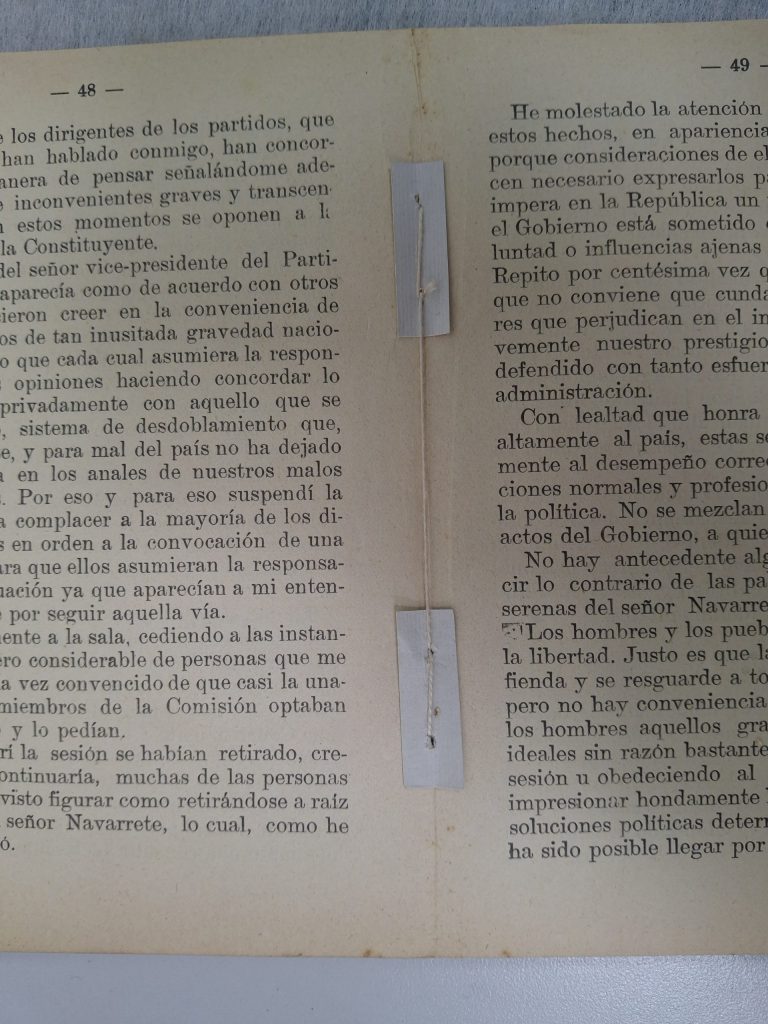 — 48 —
e los dirigentes de los partidos, que
han hablado conmigo, han concor-
anera de pensar señalándome ade-
e inconvenientes graves y transcen
n estos momentos se oponen a la
la Constituyente.
del señor vice-presidente del Parti-
aparecía como de acuerdo con otros
cieron creer en la conveniencia de
os de tan inusitada gravedad nacio-
o que cada cual asumiera la respon-
s opiniones haciendo concordar lo
privadamente con aquello que se
, sistema de desdoblamiento que,
e, y para mal del país no ha dejado
a en los anales de nuestros malos
. Por eso y para eso suspendí la
a complacer a la mayoría de los di-
s en orden a la convocación de una
ara que ellos asumieran la responsa-
uación ya que aparecían a mi enten-
e por seguir aquella vía.
nente a la sala, cediendo a las instan-
ero considerable de personas que me
a vez convencido de que casi la una-
miembros de la Comisión optaban
y lo pedían.
rí la sesión se habían retirado, cre-
ontinuaría, muchas de las personas
visto figurar como retirándose a raíz
señor Navarrete, lo cual, como he
ó.
— 49 —
He molestado la atención
estos hechos, en apariencia
porque consideraciones de el
cen necesario expresarlos pa
impera en la República un
el Gobierno está sometido
luntad o influencias ajenas
Repito por centésima vez q
que no conviene que cunda
res que perjudican en el in
vemente nuestro prestigio
defendido con tanto esfuer
administración.
Con lealtad que honra
altamente al país, estas se
mente al desempeño correc
ciones normales y profesio
la política. No se mezclan
actos del Gobierno, a quie
No hay antecedente alg
cir lo contrario de las pa
serenas del señor Navarre
Los hombres y los pueb
la libertad. Justo es que la
fienda y se resguarde a to
pero no hay conveniencia
los hombres aquellos gra
ideales sin razón bastante
sesión u obedeciendo al
impresionar hondamente
soluciones políticas determ
ha sido posible llegar por